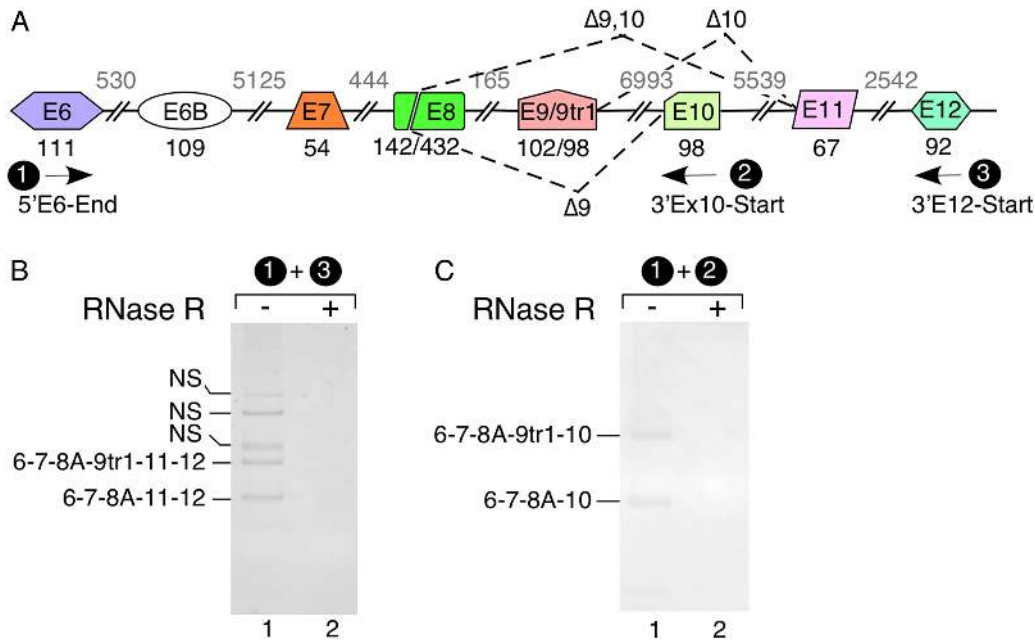 A
Δ9,10 Δ10
530 5125 444 165 6993 5539 2542
E6 E6B E7 E8 E9/9tr1 E10 E11 E12
111 109 54 142/432 102/98 98 67 92
1 2 3
5'E6-End Δ9 3'Ex10-Start 3'E12-Start
B
1 + 3
RNase R - +
NS
NS
NS
6-7-8A-9tr1-11-12
6-7-8A-11-12
1 2
C
1 + 2
RNase R - +
6-7-8A-9tr1-10
6-7-8A-10
1 2